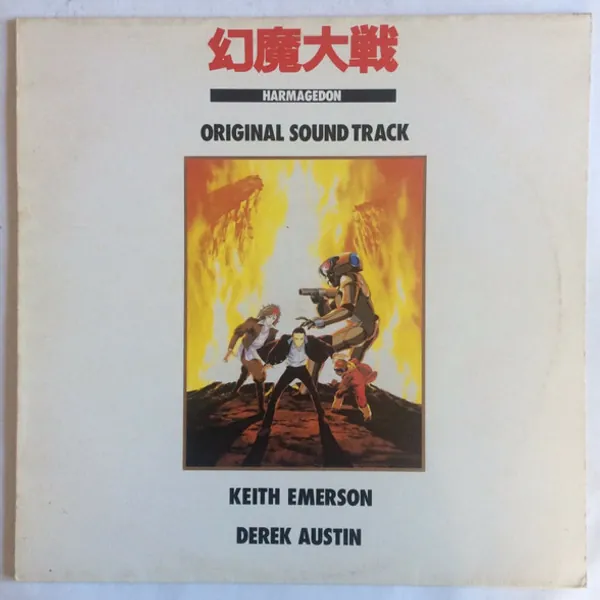 幻魔大戦
HARMAGEDON
ORIGINAL SOUND TRACK
KEITH EMERSON
DEREK AUSTIN